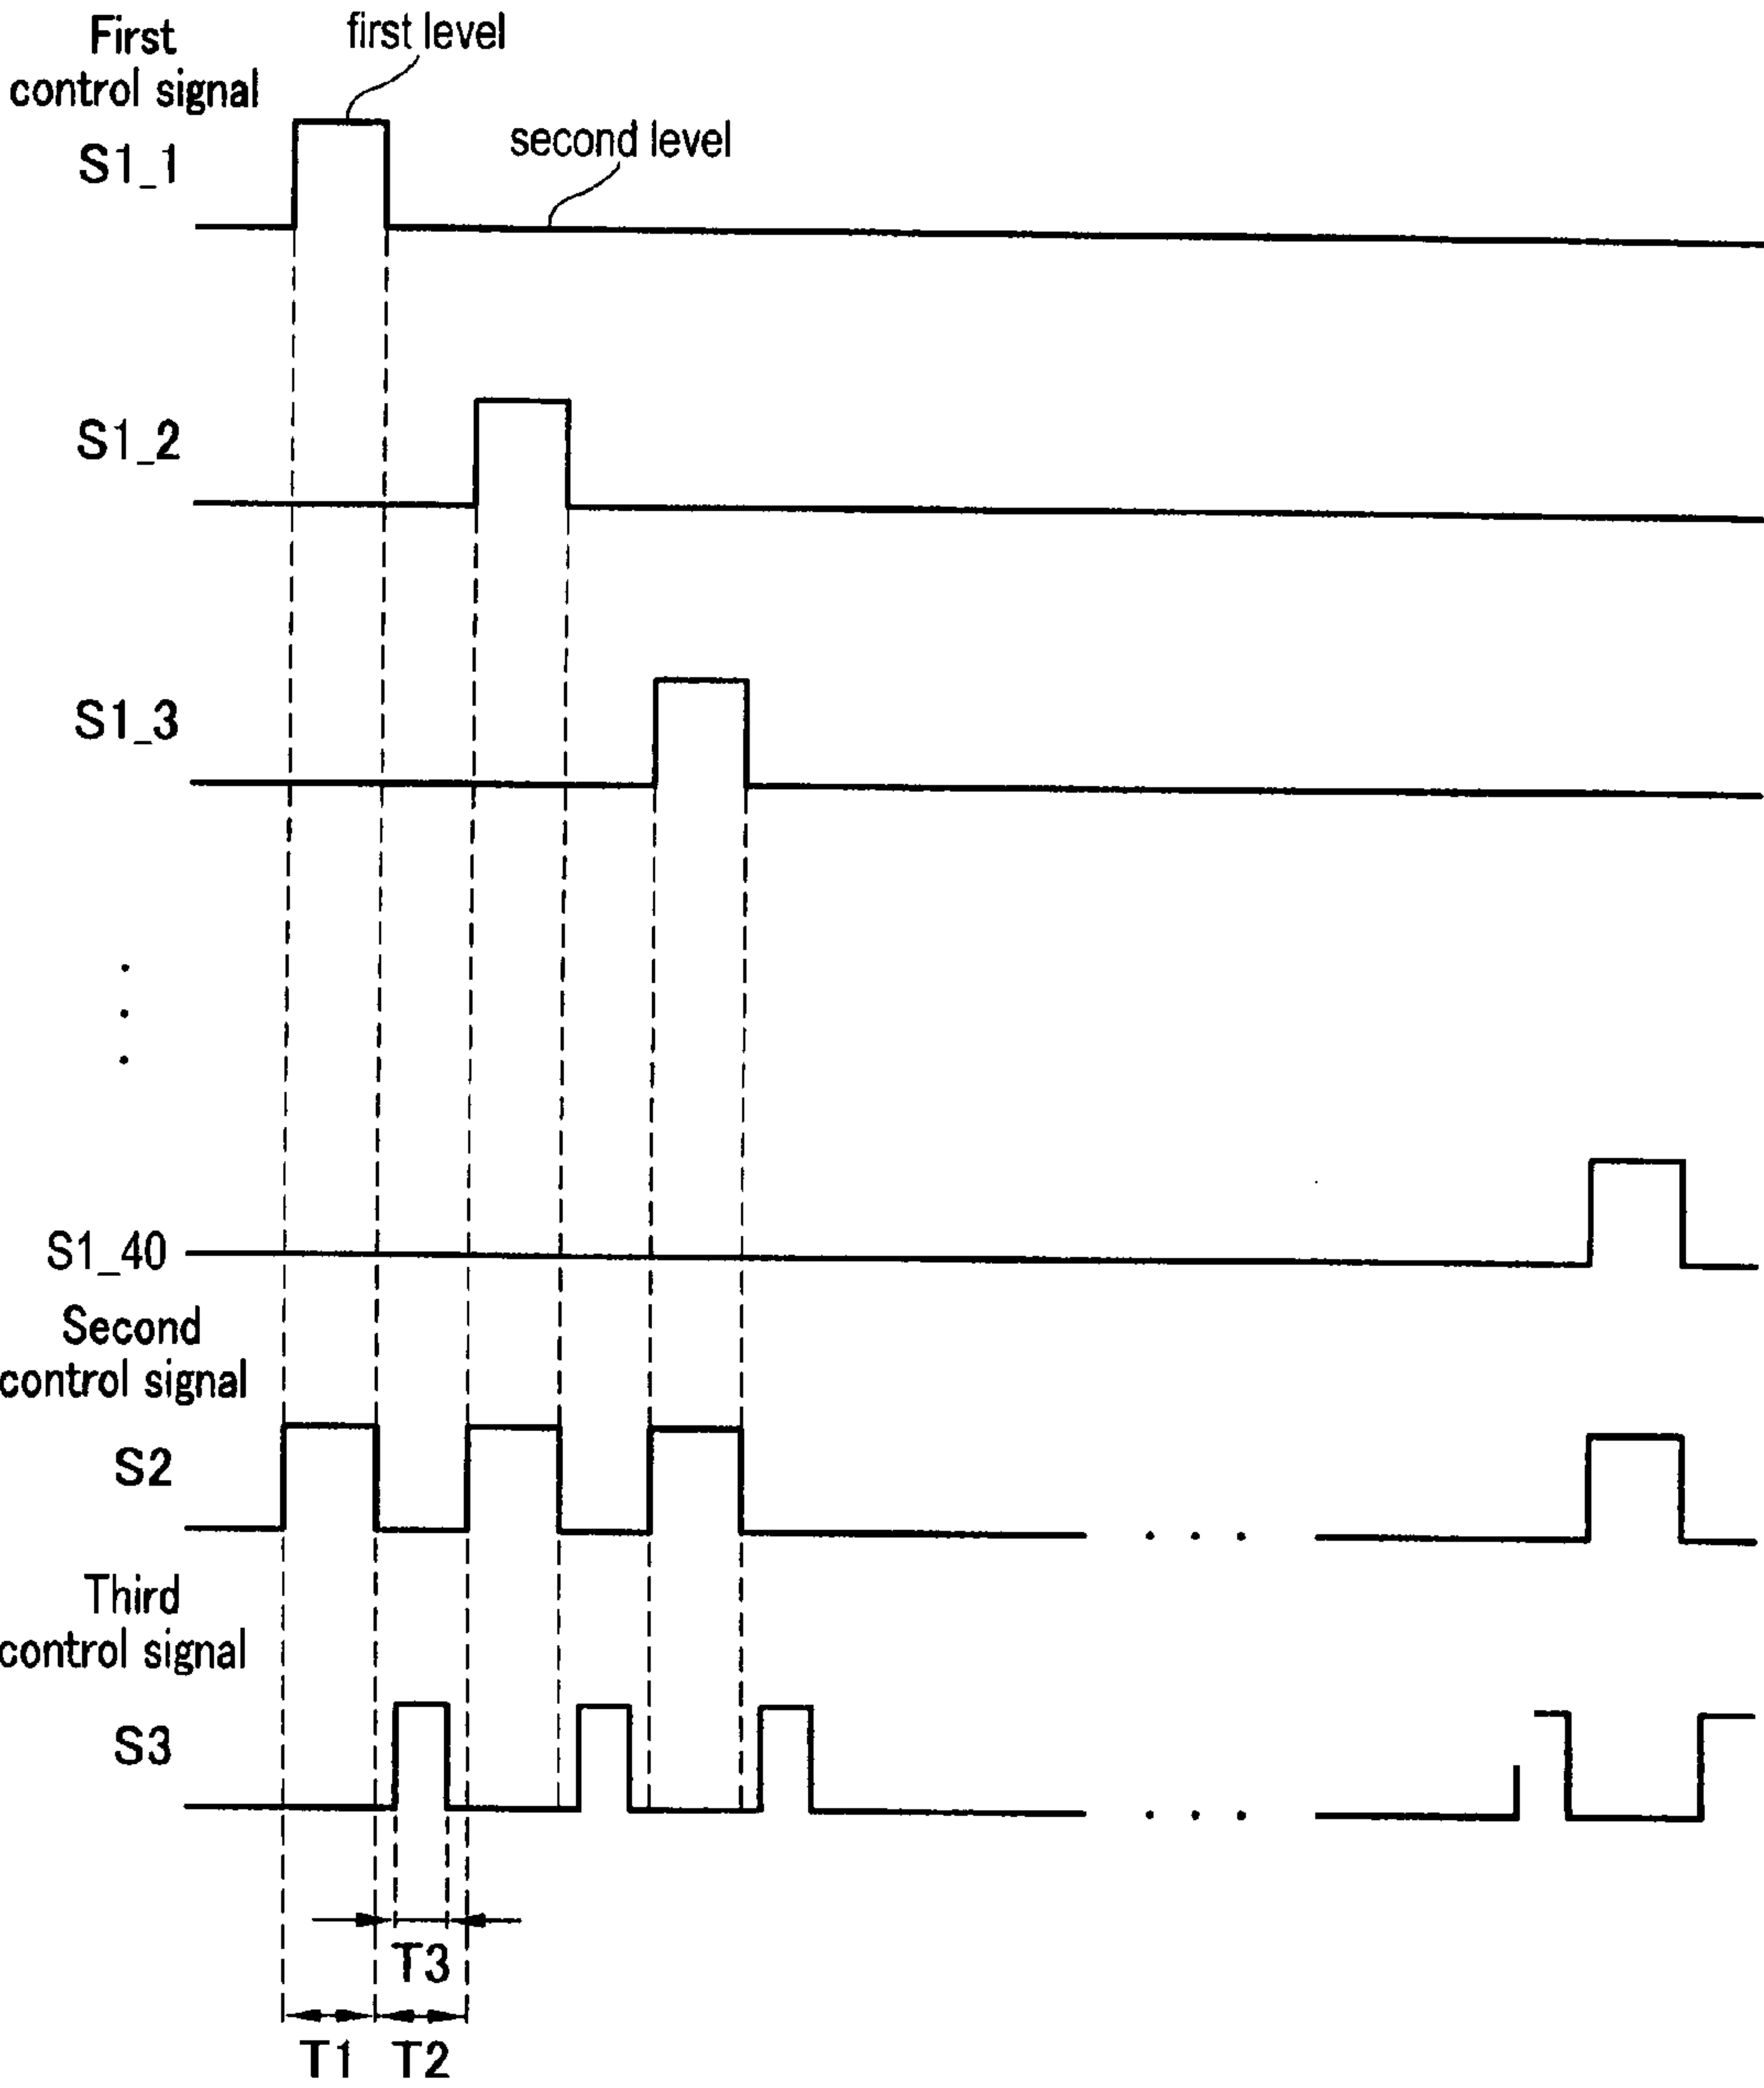 First
control signal
first level
S1_1
second level
S1_2
S1_3
S1_40
Second
control signal
S2
Third
control signal
S3
T3
T1 T2